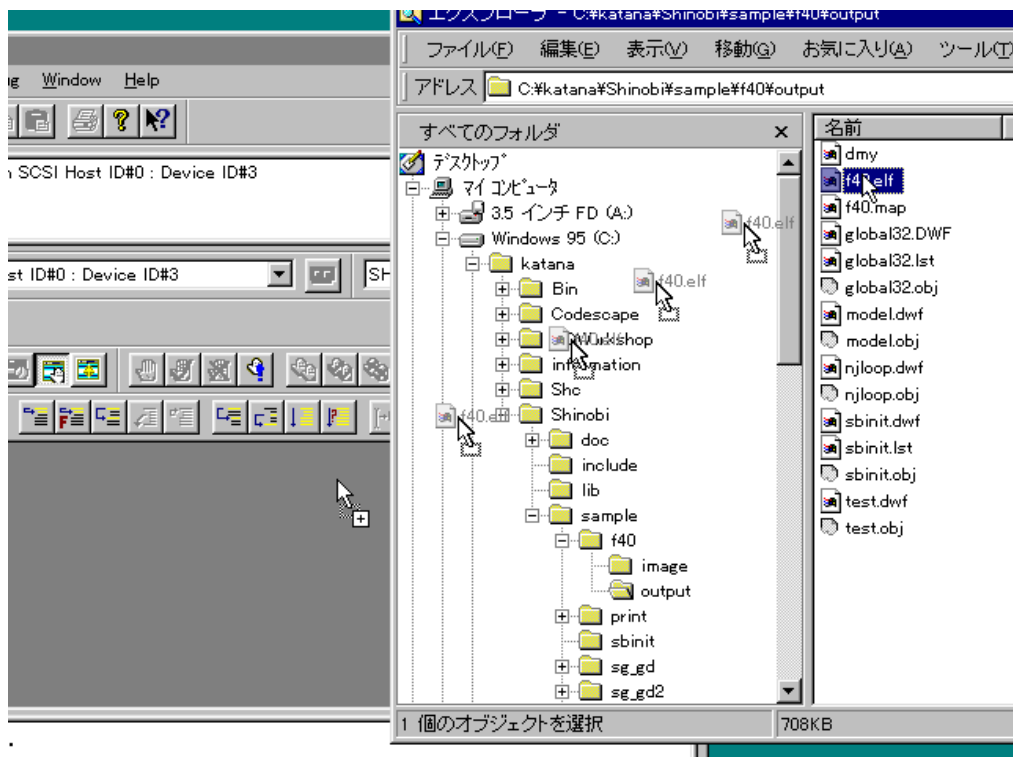 エクスプローラ - C:¥katana¥Shinobi¥sample¥f40¥output
ファイル(F) 編集(E) 表示(V) 移動(G) お気に入り(A) ツール(T)
アドレス C:¥katana¥Shinobi¥sample¥f40¥output
Window Help
SCSI Host ID#0 : Device ID#3
ID#0 : Device ID#3
SH
すべてのフォルダ
デスクトップ
マイ コンピュータ
3.5 インチ FD (A:)
Windows 95 (C:)
katana
Bin
Codescape
information
Shc
Shinobi
doc
include
lib
sample
f40
image
output
print
sbinit
sg_gd
sg_gd2
f40.elf
f40.elf
名前
dmy
f40.elf
f40.map
global32.DWF
global32.lst
global32.obj
model.dwf
model.obj
njloop.dwf
njloop.obj
sbinit.dwf
sbinit.lst
sbinit.obj
test.dwf
test.obj
1 個のオブジェクトを選択
708KB